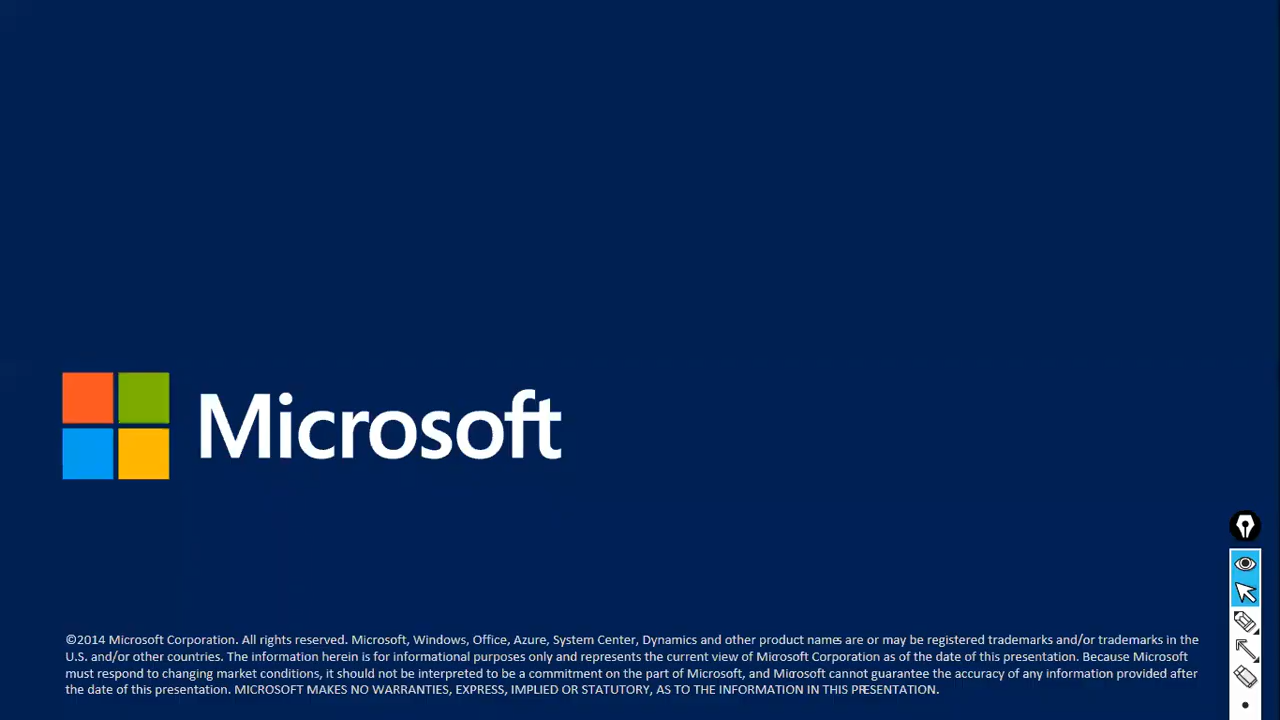 Microsoft
©2014 Microsoft Corporation. All rights reserved. Microsoft, Windows, Office, Azure, System Center, Dynamics and other product names are or may be registered trademarks and/or trademarks in the
U.S. and/or other countries. The information herein is for informational purposes only and represents the current view of Microsoft Corporation as of the date of this presentation. Because Microsoft
must respond to changing market conditions, it should not be interpreted to be a commitment on the part of Microsoft, and Microsoft cannot guarantee the accuracy of any information provided after
the date of this presentation. MICROSOFT MAKES NO WARRANTIES, EXPRESS, IMPLIED OR STATUTORY, AS TO THE INFORMATION IN THIS PRESENTATION.